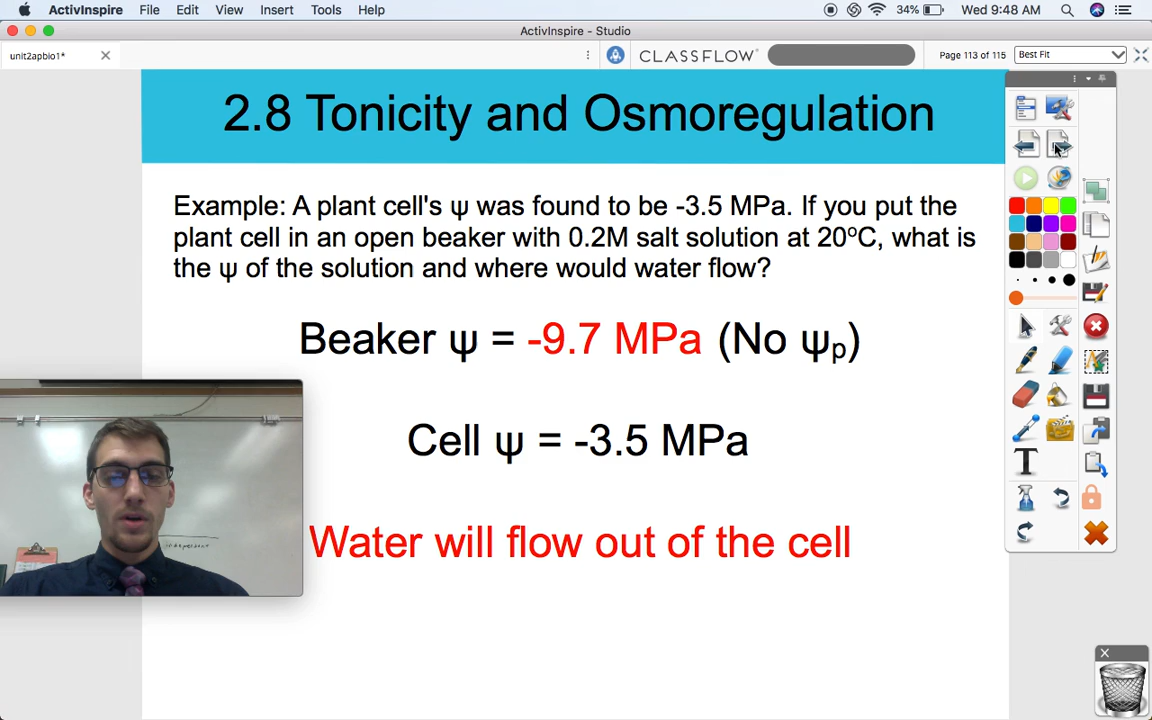 ActivInspire File Edit View Insert Tools Help 34% Wed 9:48 AM
ActivInspire - Studio
unit2apbio1* CLASSFLOW Page 113 of 115 Best Fit
2.8 Tonicity and Osmoregulation
Example: A plant cell's ψ was found to be -3.5 MPa. If you put the
plant cell in an open beaker with 0.2M salt solution at 20ºC, what is
the ψ of the solution and where would water flow?
Beaker ψ = -9.7 MPa (No ψp)
Cell ψ = -3.5 MPa
Water will flow out of the cell
T